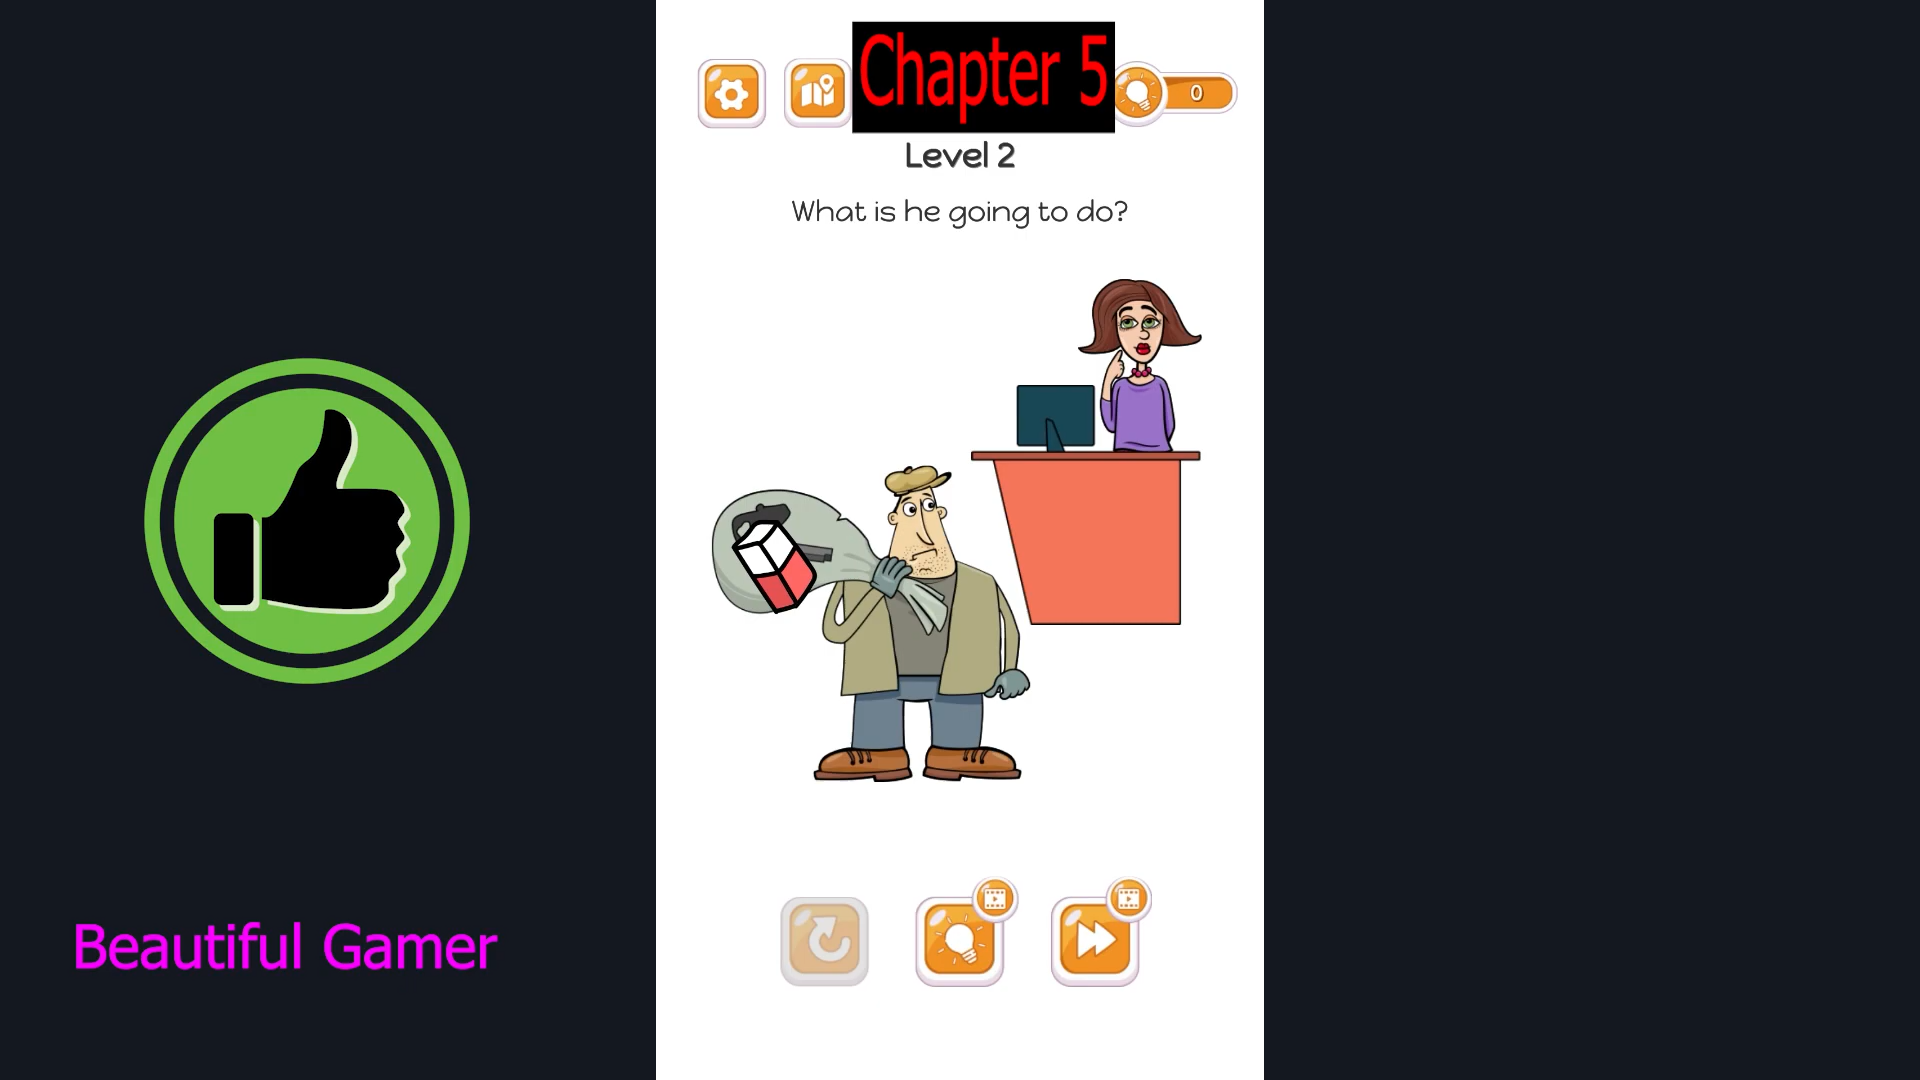 Chapter 5
0
Level 2
What is he going to do?
Beautiful Gamer